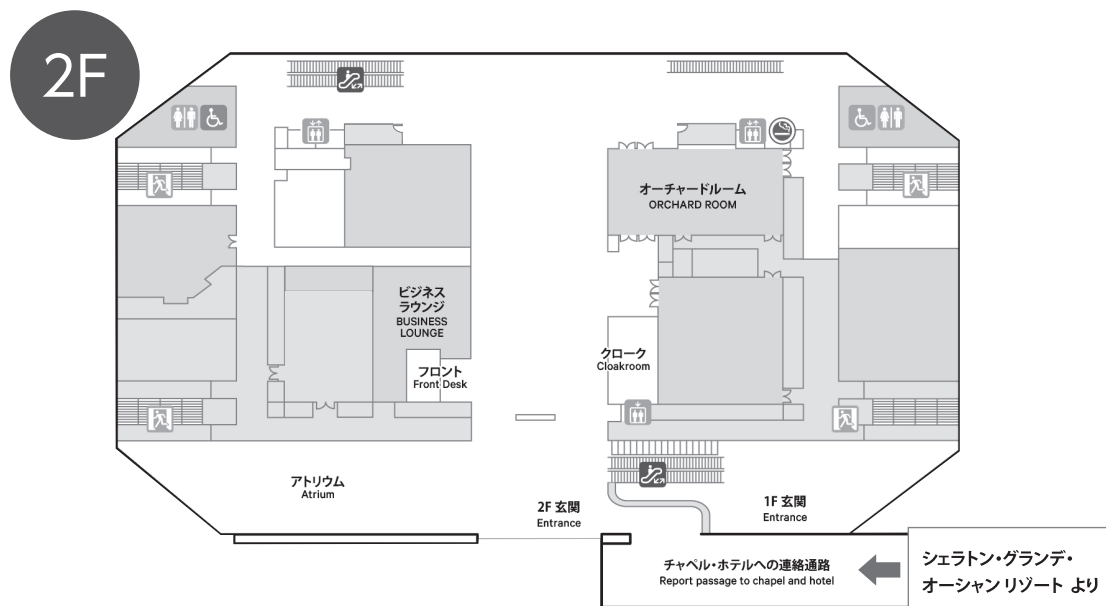 2F
オーチャードルーム
ORCHARD ROOM
ビジネス
ラウンジ
BUSINESS
LOUNGE
フロント
Front Desk
クローク
Cloakroom
アトリウム
Atrium
2F 玄関
Entrance
1F 玄関
Entrance
チャペル・ホテルへの連絡通路
Report passage to chapel and hotel
シェラトン・グランデ・
オーシャン リゾート より